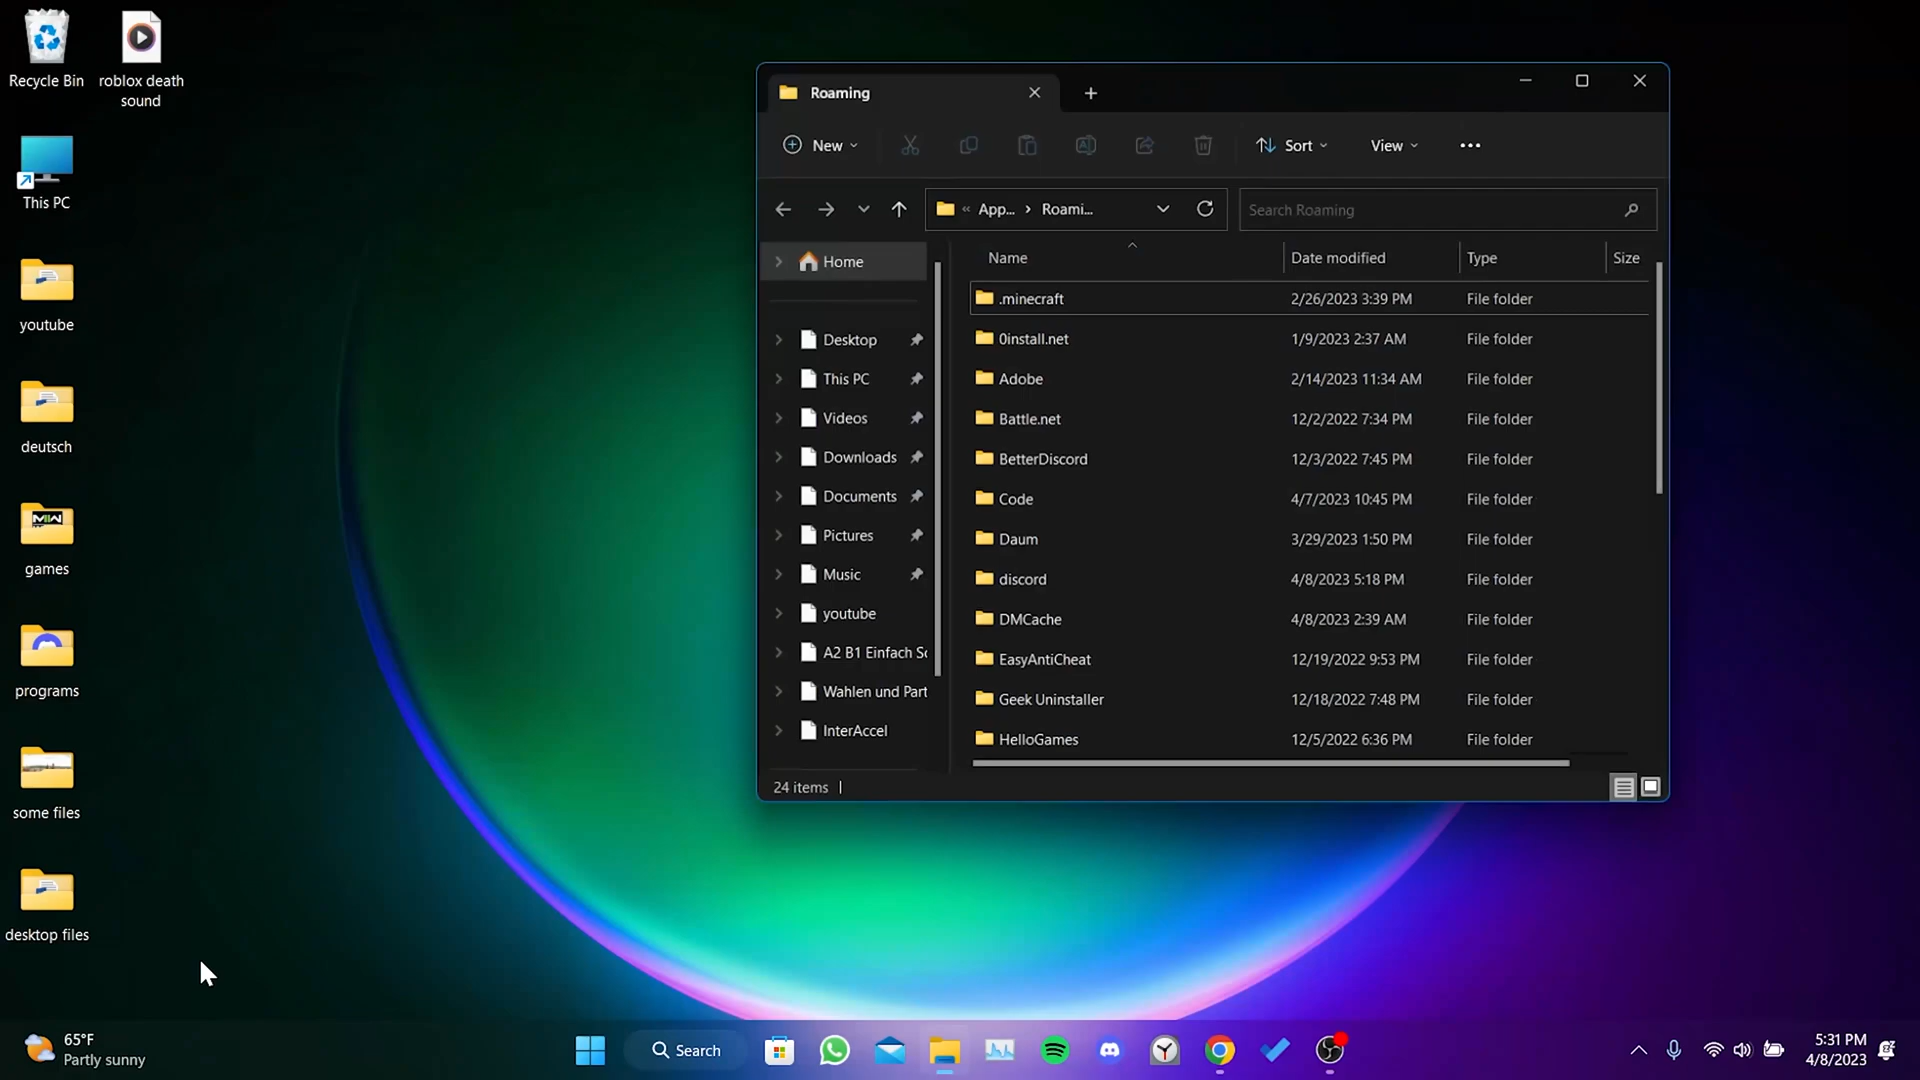 Recycle Bin
roblox death
sound
This PC
youtube
deutsch
MW
games
programs
some files
desktop files
Roaming
New
Sort
View
App...
Roami...
Search Roaming
Home
Desktop
This PC
Videos
Downloads
Documents
Pictures
Music
youtube
A2 B1 Einfach Sc
Wahlen und Part
InterAccel
Name Date modified Type Size
.minecraft 2/26/2023 3:39 PM File folder
0install.net 1/9/2023 2:37 AM File folder
Adobe 2/14/2023 11:34 AM File folder
Battle.net 12/2/2022 7:34 PM File folder
BetterDiscord 12/3/2022 7:45 PM File folder
Code 4/7/2023 10:45 PM File folder
Daum 3/29/2023 1:50 PM File folder
discord 4/8/2023 5:18 PM File folder
DMCache 4/8/2023 2:39 AM File folder
EasyAntiCheat 12/19/2022 9:53 PM File folder
Geek Uninstaller 12/18/2022 7:48 PM File folder
HelloGames 12/5/2022 6:36 PM File folder
24 items
65°F
Partly sunny
Search
5:31 PM
4/8/2023